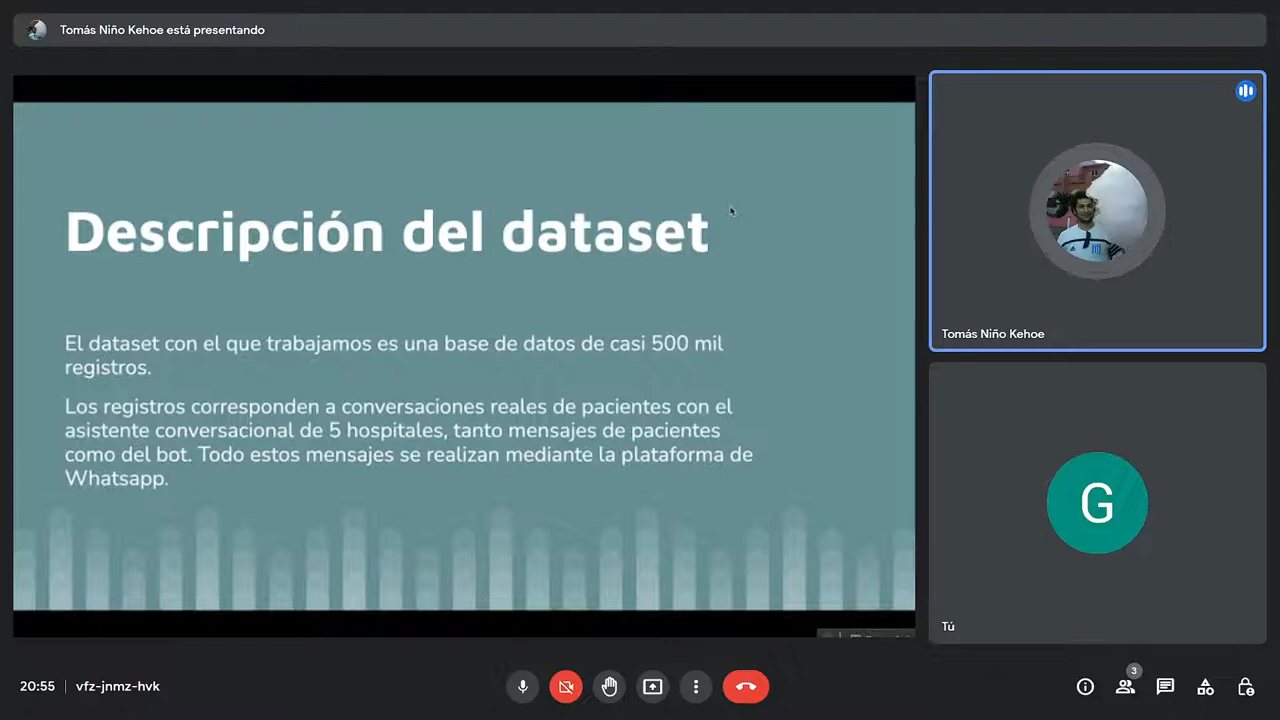 Tomás Niño Kehoe está presentando
Descripción del dataset
El dataset con el que trabajamos es una base de datos de casi 500 mil
registros.
Los registros corresponden a conversaciones reales de pacientes con el
asistente conversacional de 5 hospitales, tanto mensajes de pacientes
como del bot. Todo estos mensajes se realizan mediante la plataforma de
Whatsapp.
Tomás Niño Kehoe
G
Tú
20:55
vfz-jnmz-hvk
3